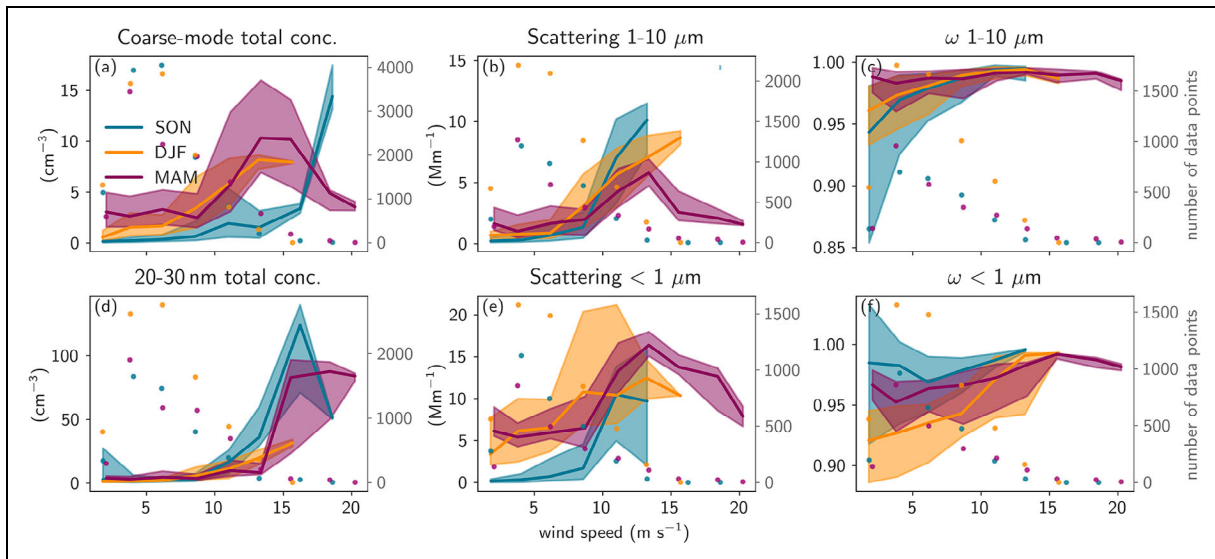 Coarse-mode total conc.
Scattering 1-10 μm
ω 1-10 μm
(a)
(b)
(c)
15
10
5
0
(cm⁻³)
4000
3000
2000
1000
0
SON
DJF
MAM
15
10
5
0
(Mm⁻¹)
2000
1500
1000
500
0
1.00
0.95
0.90
0.85
1500
1000
500
0
number of data points
20-30 nm total conc.
Scattering < 1 μm
ω < 1 μm
(d)
(e)
(f)
100
50
0
(cm⁻³)
2000
1000
0
20
15
10
5
0
(Mm⁻¹)
1500
1000
500
0
1.00
0.95
0.90
1500
1000
500
0
number of data points
5 10 15 20
5 10 15 20
5 10 15 20
wind speed (m s⁻¹)